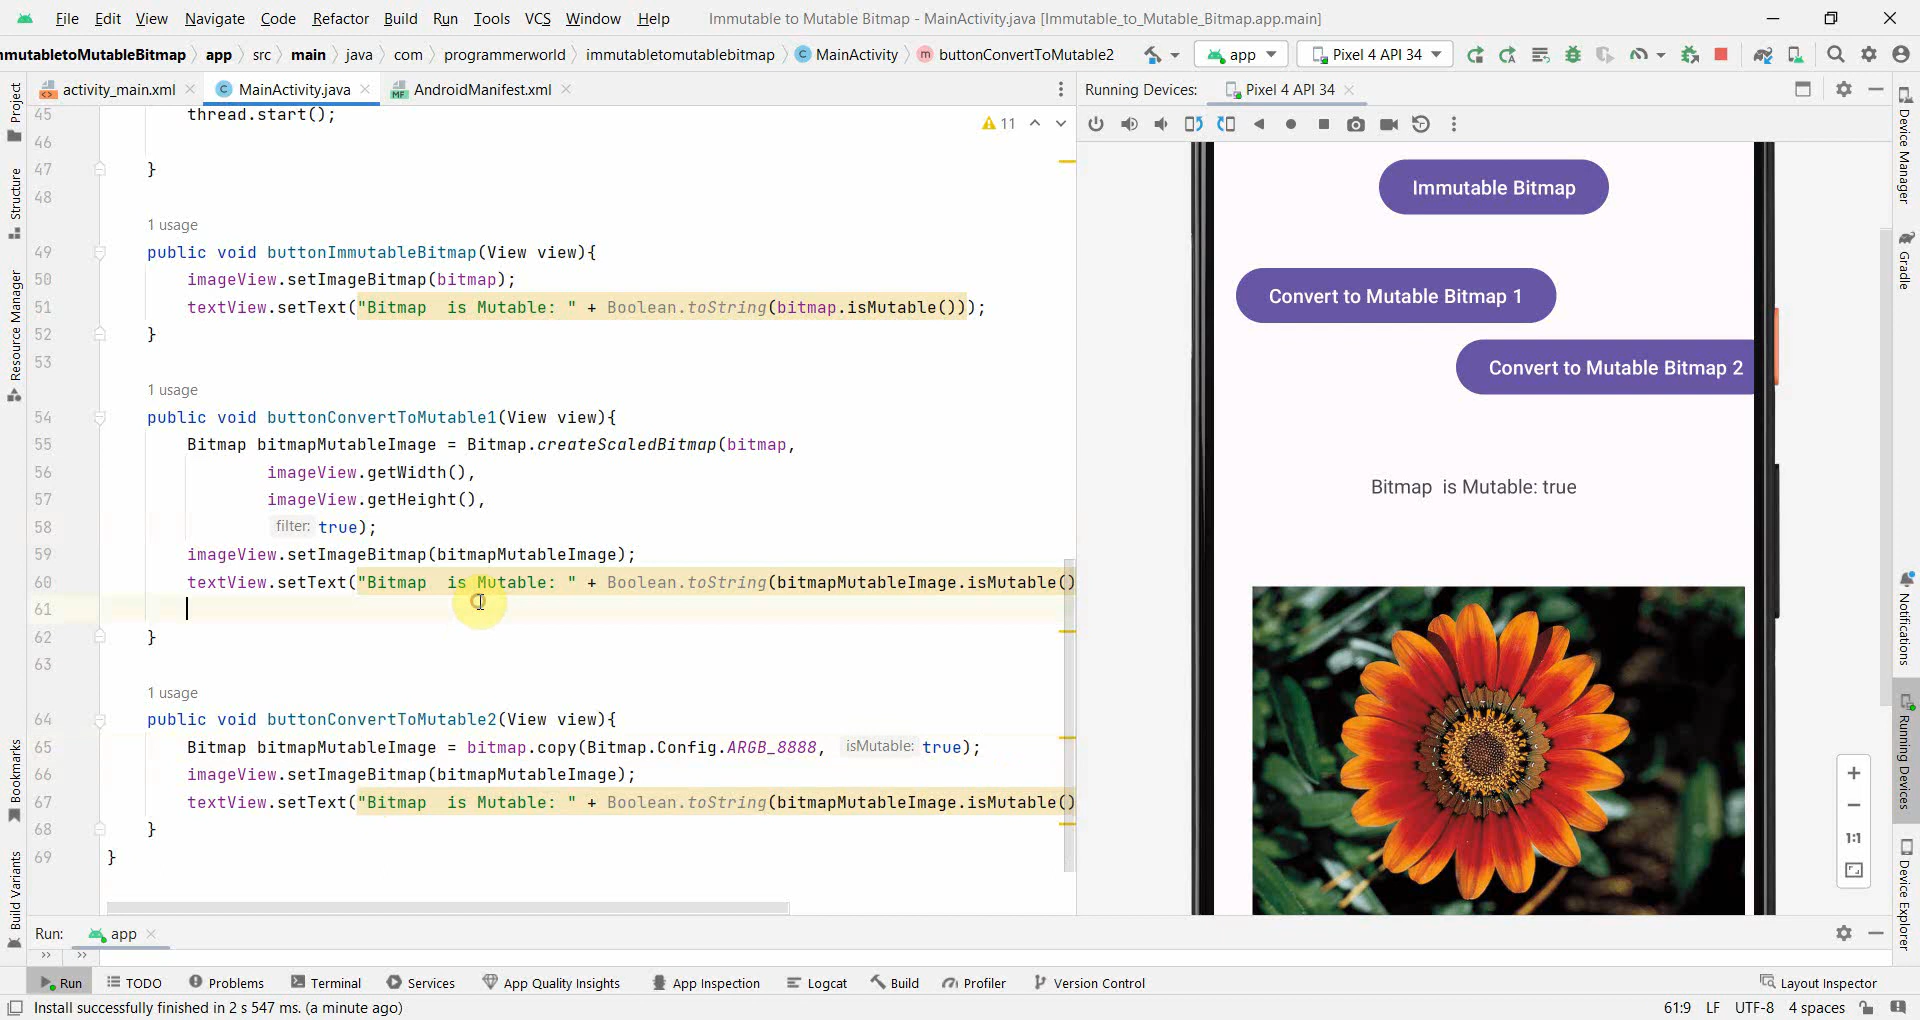 File Edit View Navigate Code Refactor Build Run Tools VCS Window Help Immutable to Mutable Bitmap - MainActivity.java [Immutable_to_Mutable_Bitmap.app.main]
mmutabletoMutableBitmap app src main java com programmerworld immutabletomutablebitmap MainActivity buttonConvertToMutable2 app Pixel 4 API 34
activity_main.xml MainActivity.java AndroidManifest.xml
Running Devices: Pixel 4 API 34
11
45 thread.start();
46
47 }
48
1 usage
49 public void buttonImmutableBitmap(View view){
50 imageView.setImageBitmap(bitmap);
51 textView.setText("Bitmap  is Mutable: " + Boolean.toString(bitmap.isMutable()));
52 }
53
1 usage
54 public void buttonConvertToMutable1(View view){
55 Bitmap bitmapMutableImage = Bitmap.createScaledBitmap(bitmap,
56 imageView.getWidth(),
57 imageView.getHeight(),
58 filter: true);
59 imageView.setImageBitmap(bitmapMutableImage);
60 textView.setText("Bitmap  is Mutable: " + Boolean.toString(bitmapMutableImage.isMutable()
61
62 }
63
1 usage
64 public void buttonConvertToMutable2(View view){
65 Bitmap bitmapMutableImage = bitmap.copy(Bitmap.Config.ARGB_8888, isMutable: true);
66 imageView.setImageBitmap(bitmapMutableImage);
67 textView.setText("Bitmap  is Mutable: " + Boolean.toString(bitmapMutableImage.isMutable()
68 }
69 }
Immutable Bitmap
Convert to Mutable Bitmap 1
Convert to Mutable Bitmap 2
Bitmap  is Mutable: true
1:1
Project
Structure
Resource Manager
Bookmarks
Build Variants
Device Manager
Gradle
Notifications
Running Devices
Device Explorer
Run: app
Run TODO Problems Terminal Services App Quality Insights App Inspection Logcat Build Profiler Version Control Layout Inspector
Install successfully finished in 2 s 547 ms. (a minute ago) 61:9 LF UTF-8 4 spaces